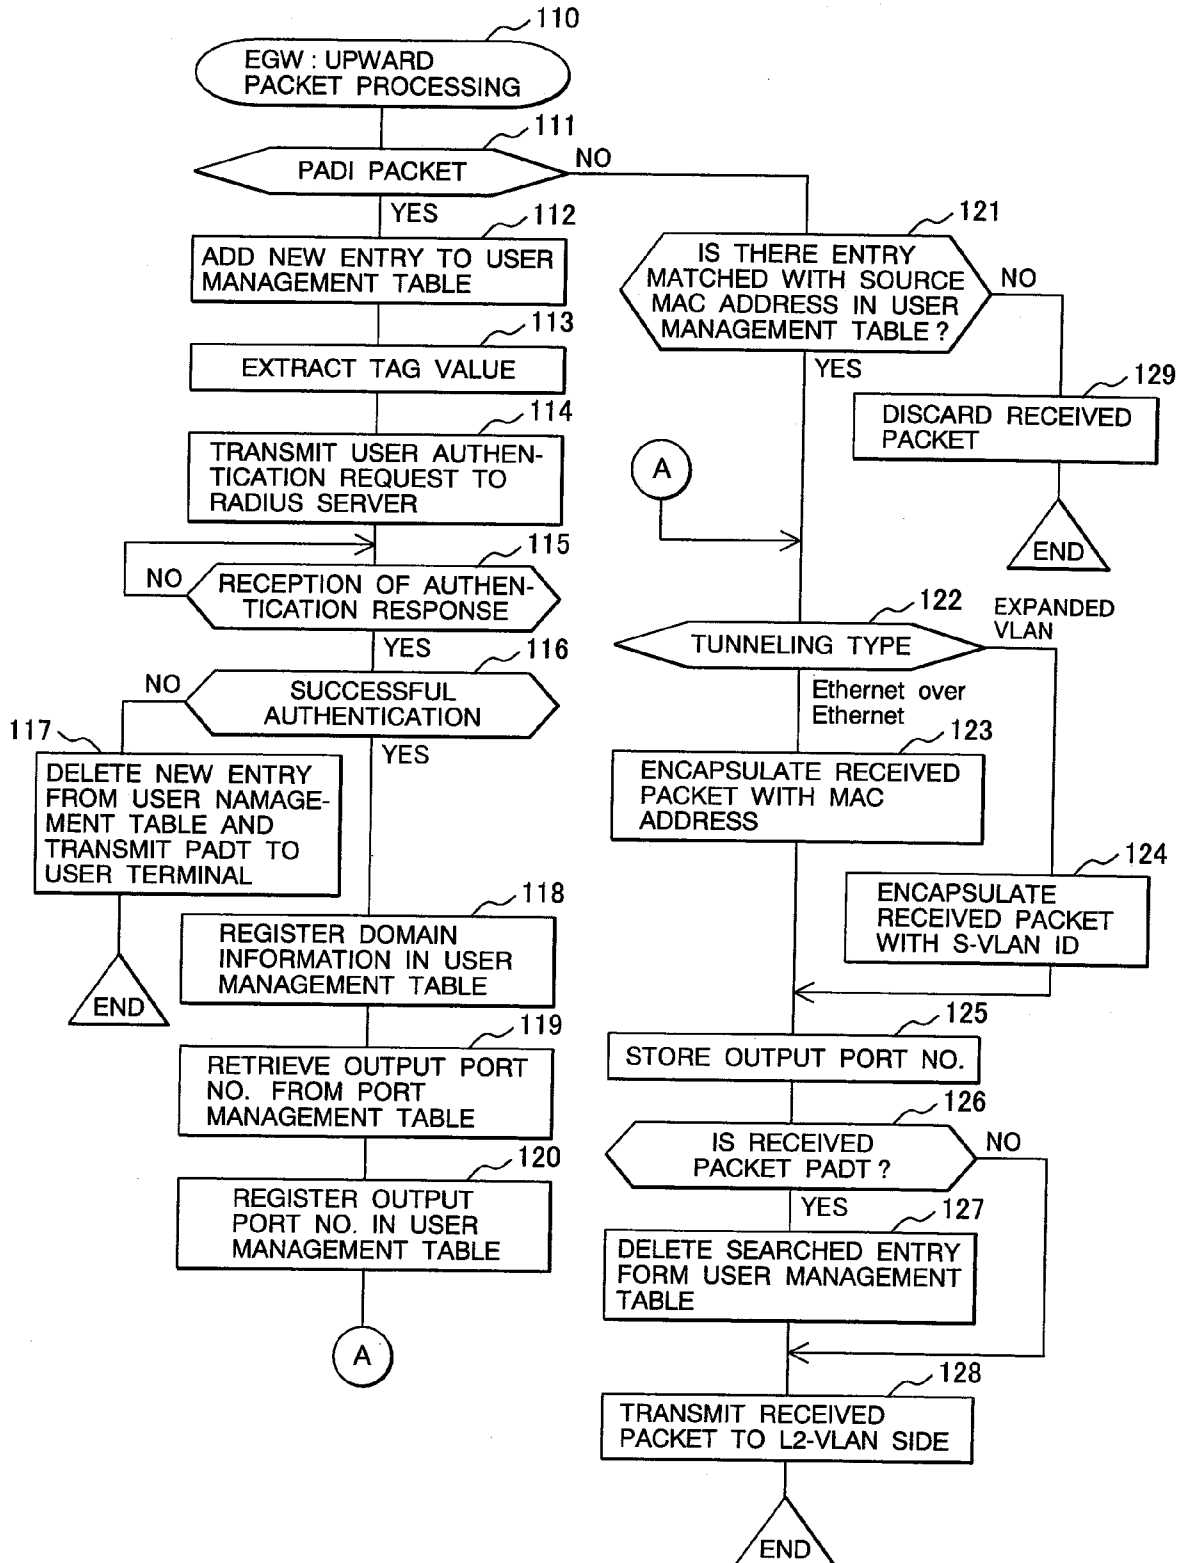 110
EGW : UPWARD
PACKET PROCESSING
111
PADI PACKET
NO
YES
112
ADD NEW ENTRY TO USER
MANAGEMENT TABLE
113
EXTRACT TAG VALUE
114
TRANSMIT USER AUTHEN-
TICATION REQUEST TO
RADIUS SERVER
115
NO
RECEPTION OF AUTHEN-
TICATION RESPONSE
YES
116
NO
SUCCESSFUL
AUTHENTICATION
YES
117
DELETE NEW ENTRY
FROM USER NAMAGE-
MENT TABLE AND
TRANSMIT PADT TO
USER TERMINAL
END
118
REGISTER DOMAIN
INFORMATION IN USER
MANAGEMENT TABLE
119
RETRIEVE OUTPUT PORT
NO. FROM PORT
MANAGEMENT TABLE
120
REGISTER OUTPUT
PORT NO. IN USER
MANAGEMENT TABLE
A
121
IS THERE ENTRY
MATCHED WITH SOURCE
MAC ADDRESS IN USER
MANAGEMENT TABLE ?
NO
YES
129
DISCARD RECEIVED
PACKET
END
A
122
EXPANDED
VLAN
TUNNELING TYPE
Ethernet over
Ethernet
123
ENCAPSULATE RECEIVED
PACKET WITH MAC
ADDRESS
124
ENCAPSULATE
RECEIVED PACKET
WITH S-VLAN ID
125
STORE OUTPUT PORT NO.
126
IS RECEIVED
PACKET PADT ?
NO
YES
127
DELETE SEARCHED ENTRY
FORM USER MANAGEMENT
TABLE
128
TRANSMIT RECEIVED
PACKET TO L2-VLAN SIDE
END